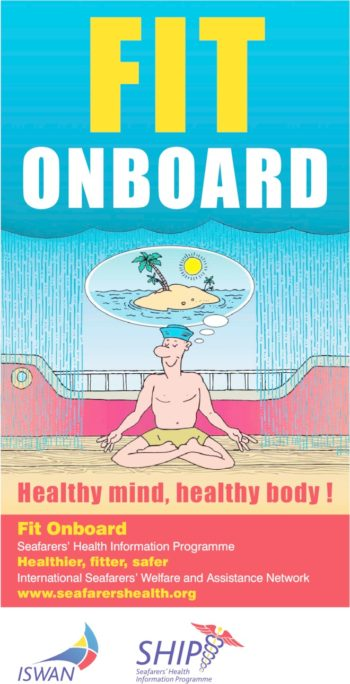 FIT
ONBOARD
Healthy mind, healthy body !
Fit Onboard
Seafarers' Health Information Programme
Healthier, fitter, safer
International Seafarers' Welfare and Assistance Network
www.seafarershealth.org
ISWAN
SHIP
Seafarers' Health
Information Programme